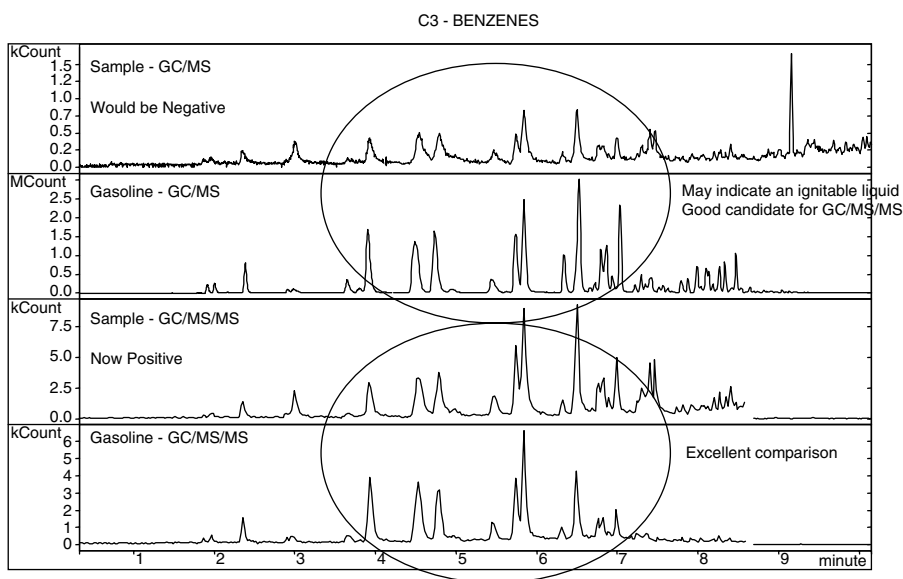 C3 - BENZENES
kCount
1.5
1.2
1.0
0.7
0.5
0.2
0.0
Sample - GC/MS
Would be Negative
MCount
2.5
2.0
1.5
1.0
0.5
0.0
Gasoline - GC/MS
May indicate an ignitable liquid
Good candidate for GC/MS/MS
kCount
7.5
5.0
2.5
0.0
Sample - GC/MS/MS
Now Positive
kCount
6
5
4
3
2
1
0
Gasoline - GC/MS/MS
Excellent comparison
1 2 3 4 5 6 7 8 9 minute